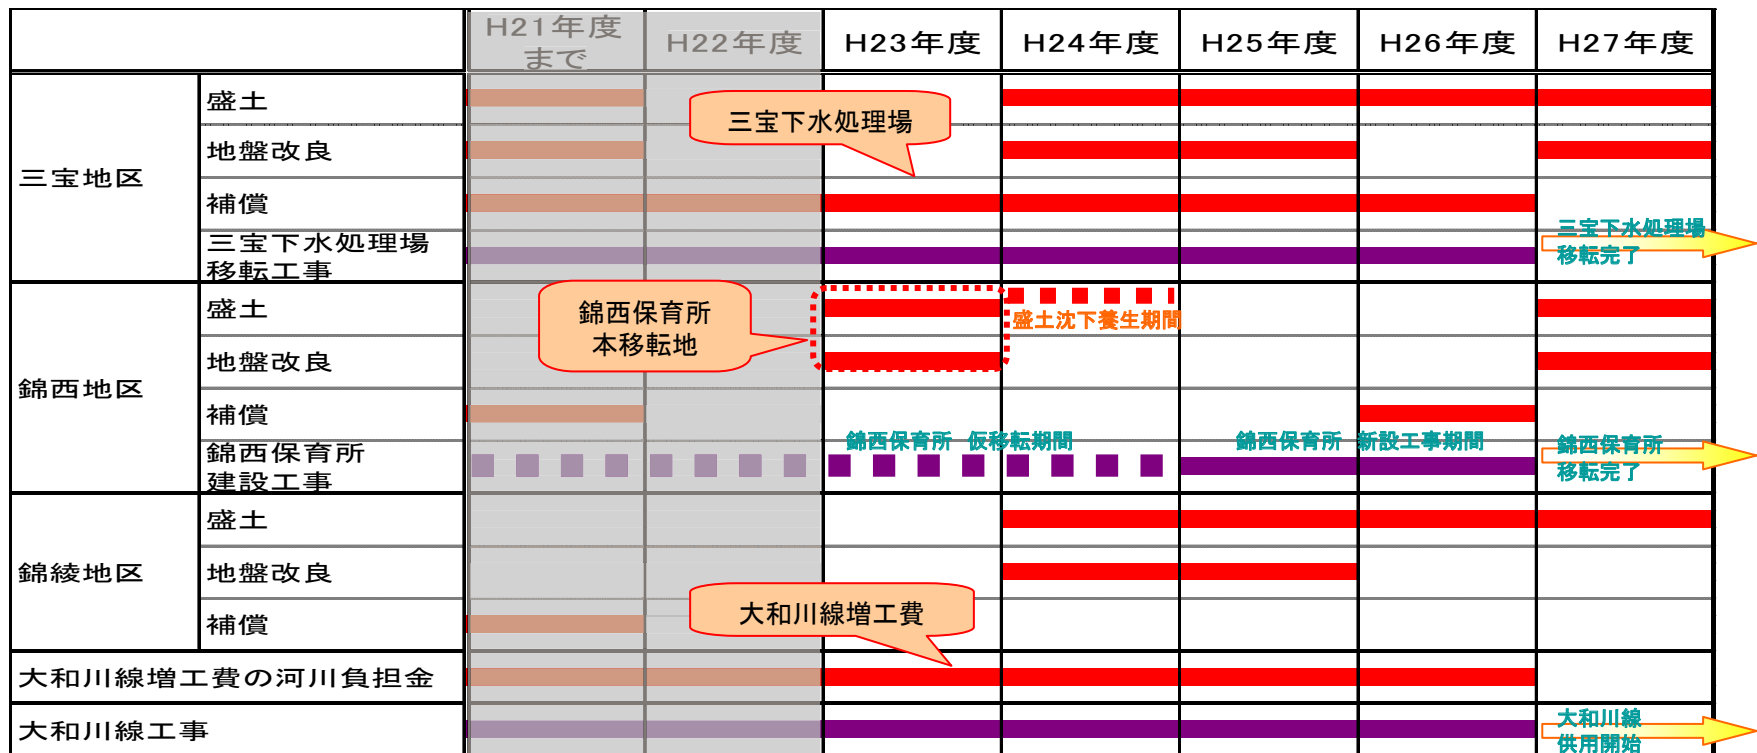 H21年度
まで
H22年度
H23年度
H24年度
H25年度
H26年度
H27年度
三宝地区
盛土
三宝下水処理場
地盤改良
補償
三宝下水処理場
移転工事
三宝下水処理場
移転完了
錦西地区
盛土
錦西保育所
本移転地
盛土沈下養生期間
地盤改良
補償
錦西保育所
建設工事
錦西保育所 仮移転期間
錦西保育所 新設工事期間
錦西保育所
移転完了
錦綾地区
盛土
地盤改良
補償
大和川線増工費
大和川線増工費の河川負担金
大和川線工事
大和川線
供用開始